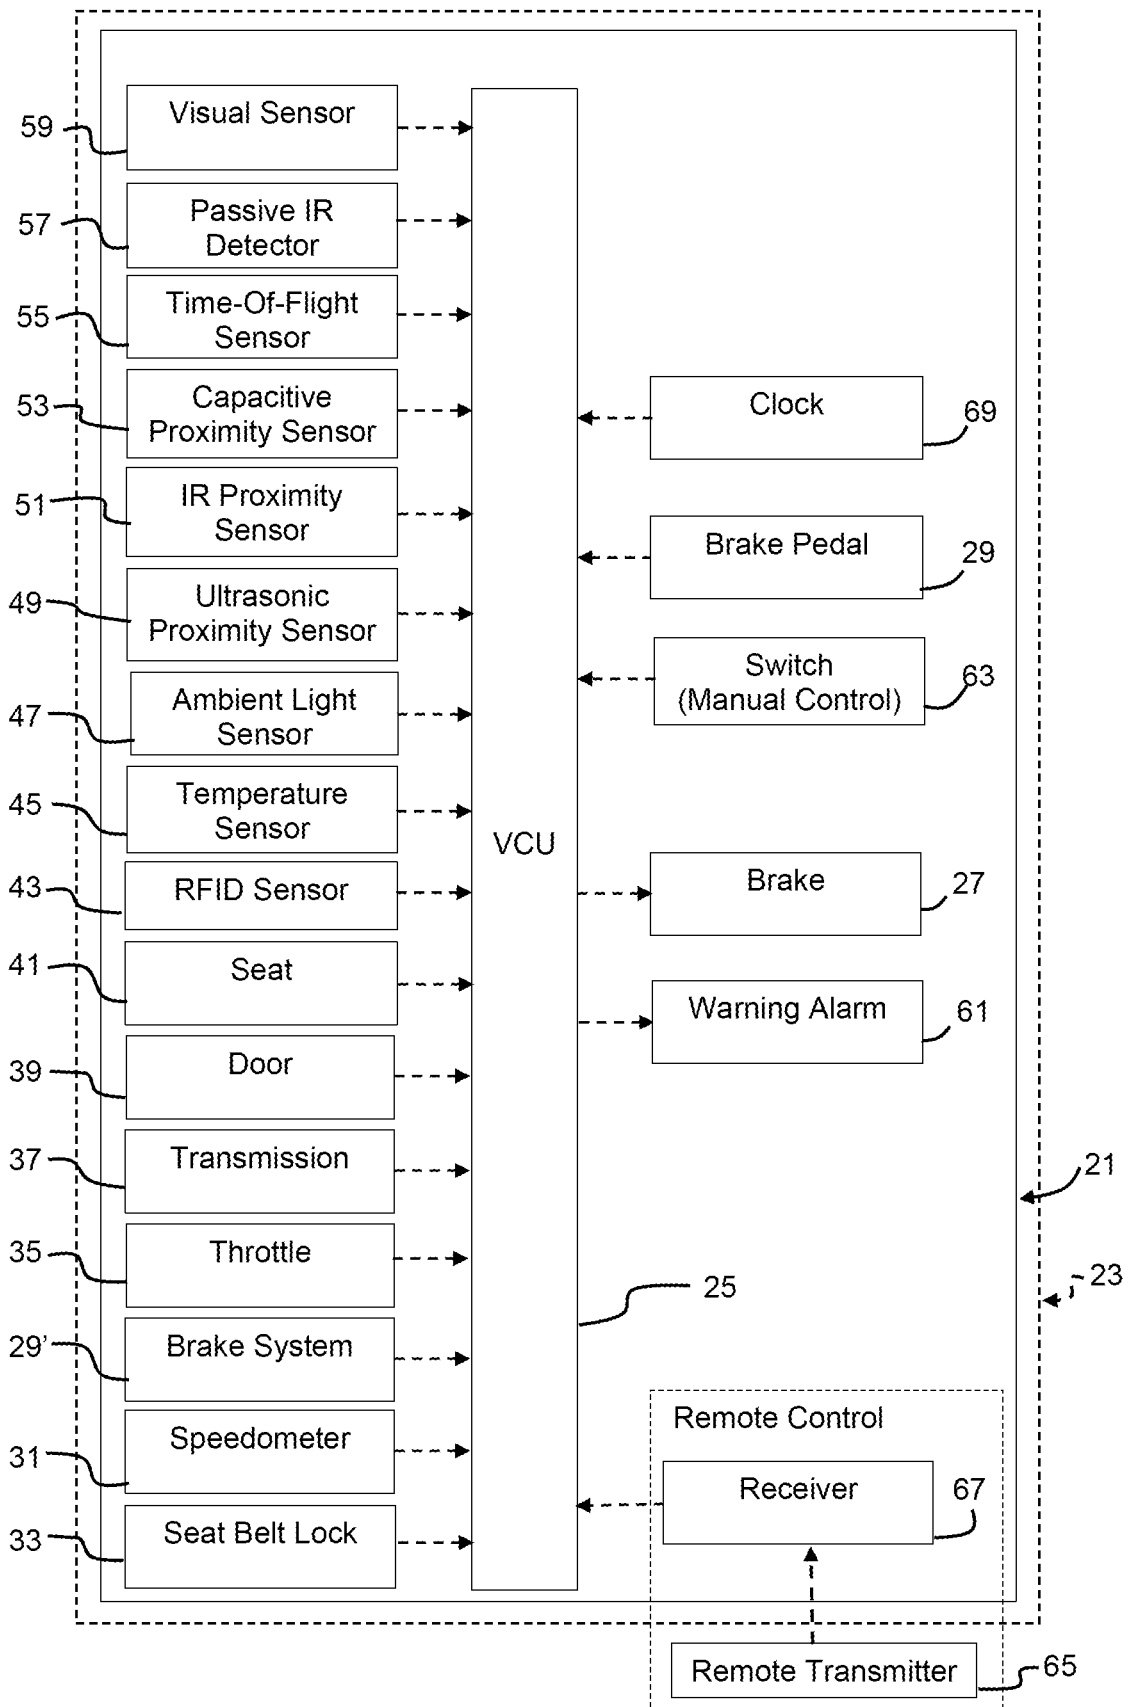 59
Visual Sensor
57
Passive IR
Detector
55
Time-Of-Flight
Sensor
53
Capacitive
Proximity Sensor
51
IR Proximity
Sensor
49
Ultrasonic
Proximity Sensor
47
Ambient Light
Sensor
45
Temperature
Sensor
43
RFID Sensor
41
Seat
39
Door
37
Transmission
35
Throttle
29’
Brake System
31
Speedometer
33
Seat Belt Lock
VCU
25
Clock
69
Brake Pedal
29
Switch
(Manual Control)
63
Brake
27
Warning Alarm
61
21
23
Remote Control
Receiver
67
Remote Transmitter
65